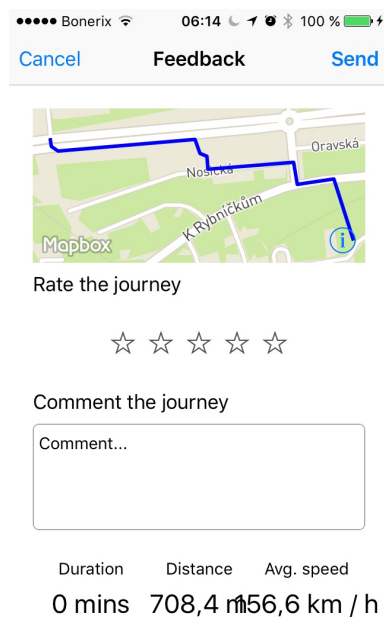 Bonerix 06:14 100 %
Cancel Feedback Send
Oravská
Nosická
K Rybníčkům
Mapbox
i
Rate the journey
Comment the journey
Comment...
Duration Distance Avg. speed
0 mins 708,4 m 156,6 km / h